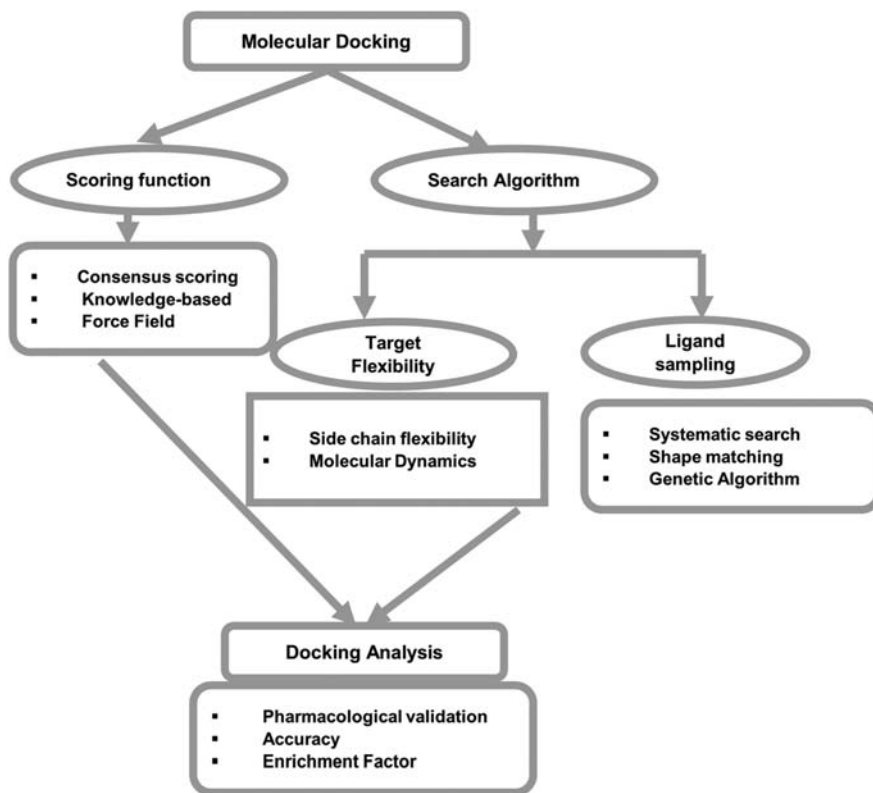 Molecular Docking
Scoring function
Search Algorithm
▪ Consensus scoring
▪ Knowledge-based
▪ Force Field
Target
Flexibility
Ligand
sampling
▪ Side chain flexibility
▪ Molecular Dynamics
▪ Systematic search
▪ Shape matching
▪ Genetic Algorithm
Docking Analysis
▪ Pharmacological validation
▪ Accuracy
▪ Enrichment Factor